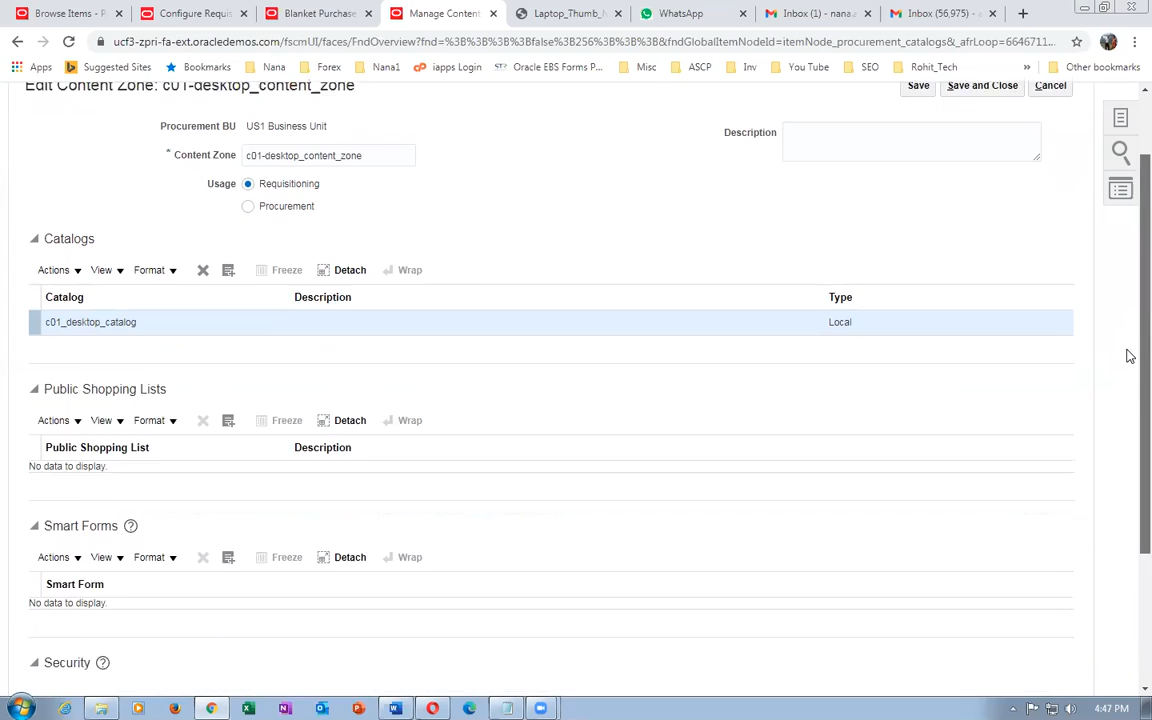 Browse Items - P
Configure Requis
Blanket Purchase
Manage Content
Laptop_Thumb_N
WhatsApp
Inbox (1) - nana a
Inbox (56,975) - a
ucf3-zpri-fa-ext.oracledemos.com/fscmUI/faces/FndOverview?fnd=%3B%3B%3B%3Bfalse%3B256%3B%3B%3B&fndGlobalItemNodeId=itemNode_procurement_catalogs&_afrLoop=6646711...
Apps Suggested Sites Bookmarks Nana Forex Nana1 iapps Login Oracle EBS Forms P... Misc ASCP Inv You Tube SEO Rohit_Tech » Other bookmarks
Edit Content Zone: c01-desktop_content_zone
Save Save and Close Cancel
Procurement BU US1 Business Unit
Description
* Content Zone c01-desktop_content_zone
Usage Requisitioning
Procurement
Catalogs
Actions View Format Freeze Detach Wrap
Catalog Description Type
c01_desktop_catalog Local
Public Shopping Lists
Actions View Format Freeze Detach Wrap
Public Shopping List Description
No data to display.
Smart Forms ?
Actions View Format Freeze Detach Wrap
Smart Form
No data to display.
Security ?
4:47 PM